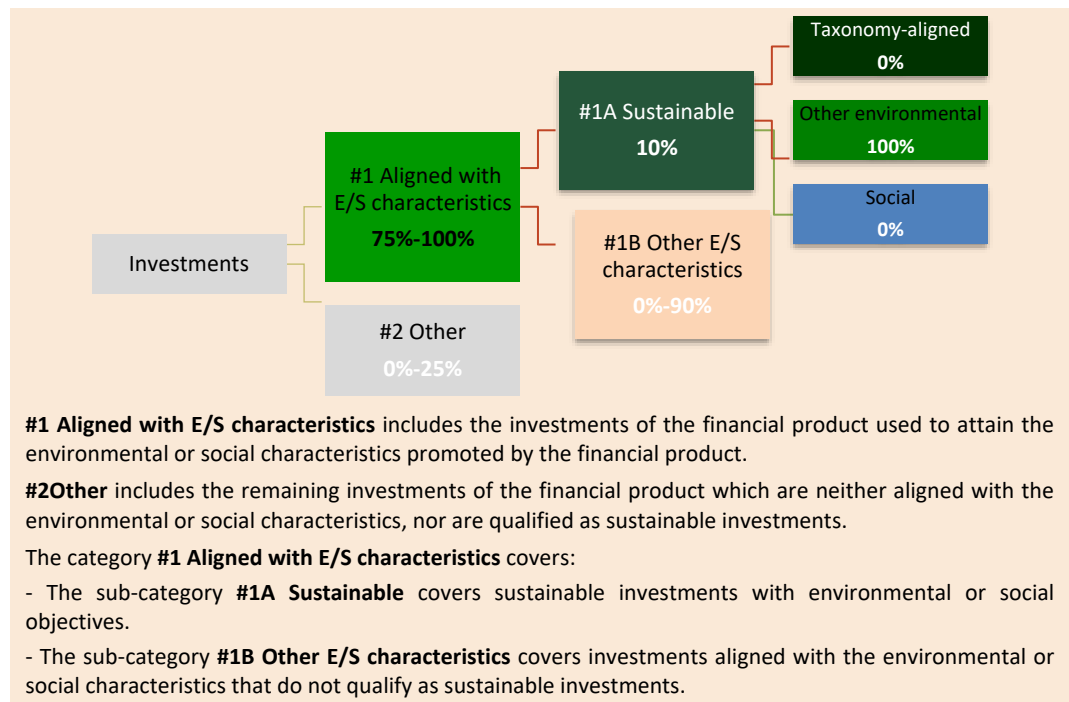 Taxonomy-aligned
0%
#1A Sustainable
10%
Other environmental
100%
#1 Aligned with
E/S characteristics
75%-100%
Social
0%
#1B Other E/S
characteristics
0%-90%
Investments
#2 Other
0%-25%
#1 Aligned with E/S characteristics includes the investments of the financial product used to attain the
environmental or social characteristics promoted by the financial product.
#2Other includes the remaining investments of the financial product which are neither aligned with the
environmental or social characteristics, nor are qualified as sustainable investments.
The category #1 Aligned with E/S characteristics covers:
- The sub-category #1A Sustainable covers sustainable investments with environmental or social
objectives.
- The sub-category #1B Other E/S characteristics covers investments aligned with the environmental or
social characteristics that do not qualify as sustainable investments.